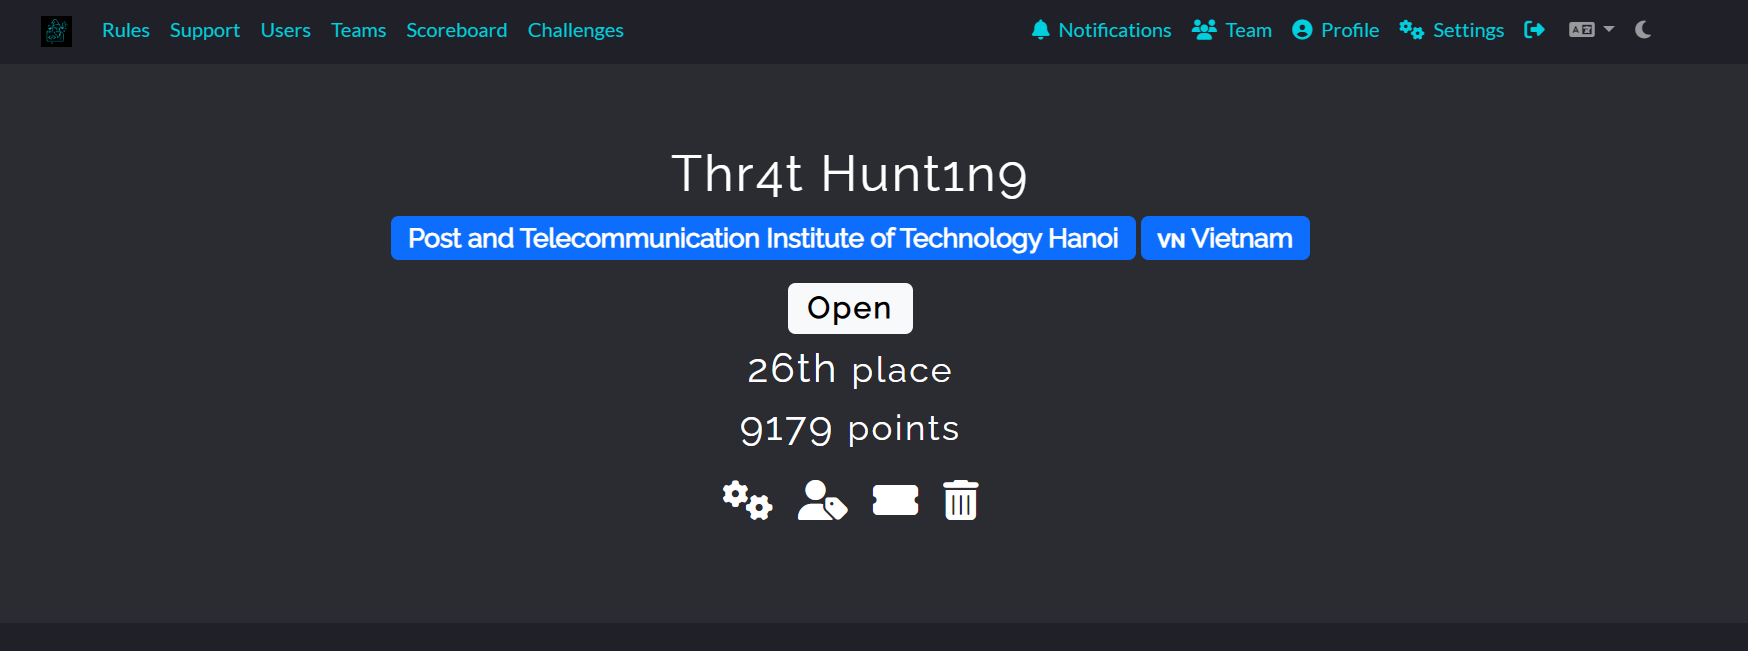 Rules Support Users Teams Scoreboard Challenges Notifications Team Profile Settings
Thr4t Hunt1n9
Post and Telecommunication Institute of Technology Hanoi VN Vietnam
Open
26th place
9179 points